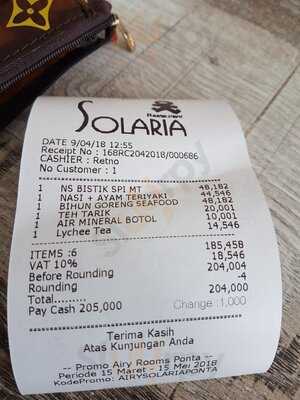 SOLARIA
Restaurant
DATE 9/04/18 12:55
Receipt No : 168RC2042018/000686
CASHIER : Retno
No Customer : 1
1 NS BISTIK SPI MT 48,182
1 NASI + AYAM TERIYAKI 44,546
1 BIHUN GORENG SEAFOOD 48,182
1 TEH TARIK 20,001
1 AIR MINERAL BOTOL 10,001
1 Lychee Tea 14,546
ITEMS :6 185,458
VAT 10% 18,546
Before Rounding 204,004
Rounding -4
Total......... 204,000
Pay Cash 205,000 Change :1,000
Terima Kasih
Atas Kunjungan Anda
-- Promo Airy Rooms Ponta --
Periode 15 Maret - 15 Mei 2018
KodePromo: AIRYSOLARIAPONTA